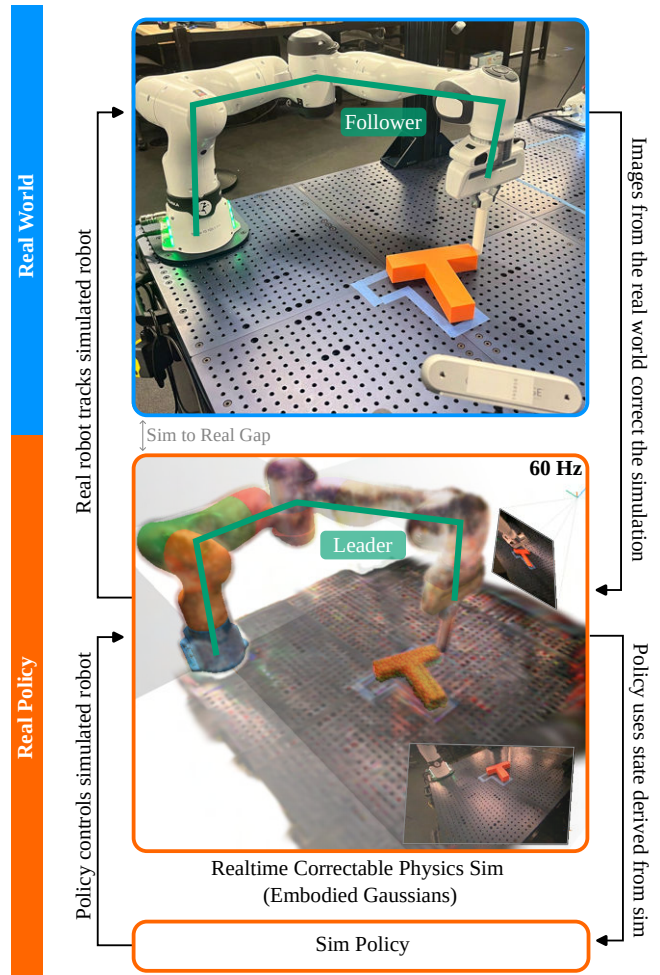 Real World
Real Policy
Real robot tracks simulated robot
Follower
Images from the real world correct the simulation
Sim to Real Gap
60 Hz
Leader
Policy controls simulated robot
Policy uses state derived from sim
Realtime Correctable Physics Sim
(Embodied Gaussians)
Sim Policy